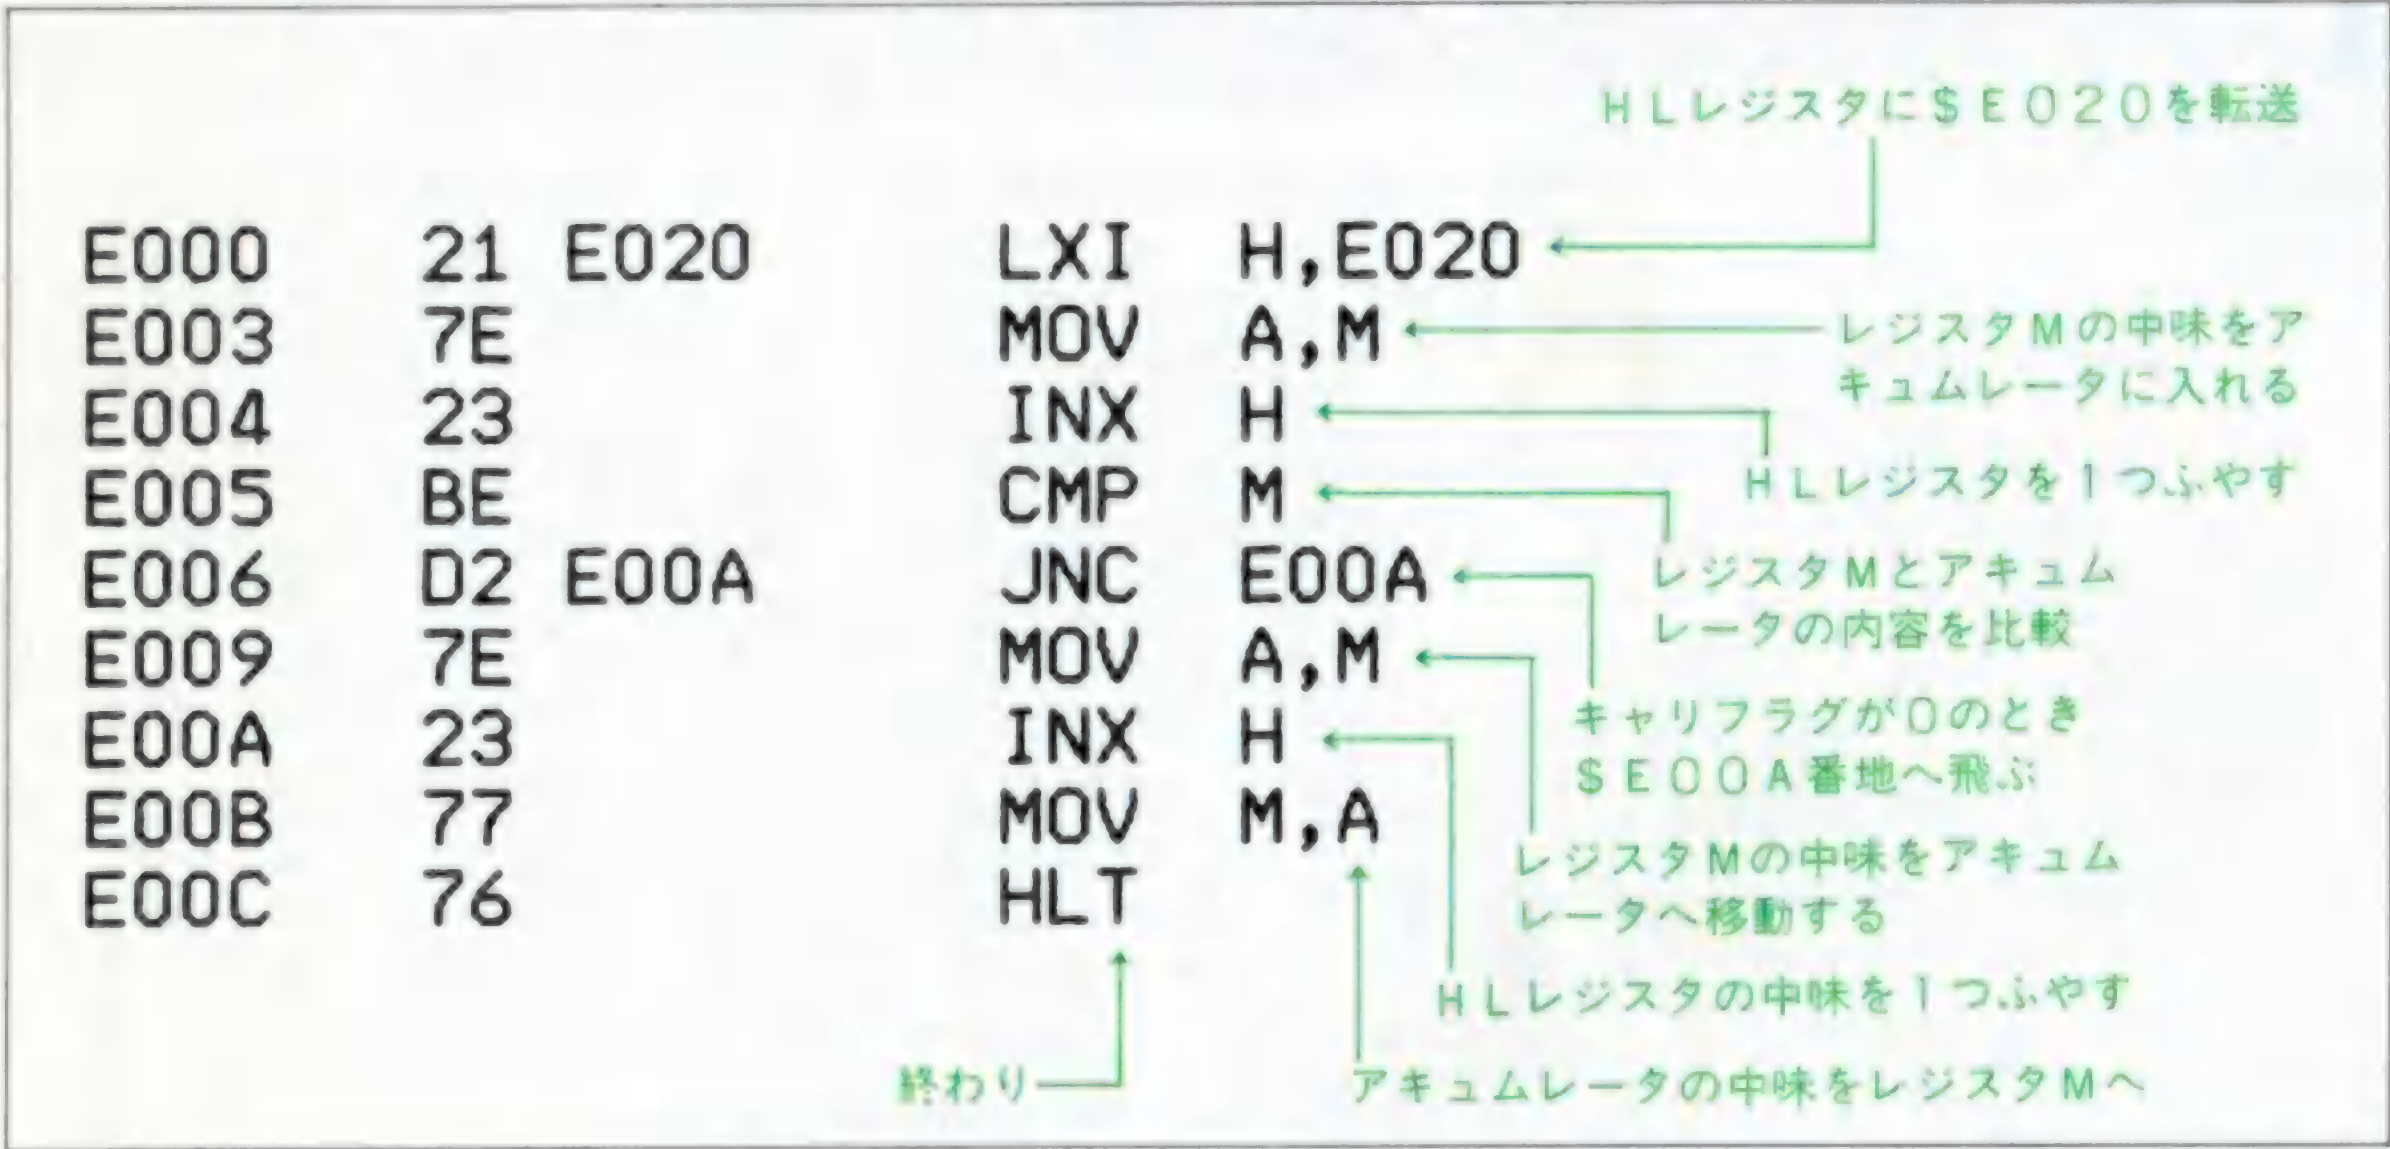 HLレジスタに$E020を転送
E000 21 E020 LXI H,E020
E003 7E MOV A,M
レジスタMの中味をア
キュムレータに入れる
E004 23 INX H
HLレジスタを1つふやす
E005 BE CMP M
レジスタMとアキュム
レータの内容を比較
E006 D2 E00A JNC E00A
キャリフラグが0のとき
$E00A番地へ飛ぶ
E009 7E MOV A,M
レジスタMの中味をアキュム
レータへ移動する
E00A 23 INX H
HLレジスタの中味を1つふやす
E00B 77 MOV M,A
アキュムレータの中味をレジスタMへ
E00C 76 HLT
終わり